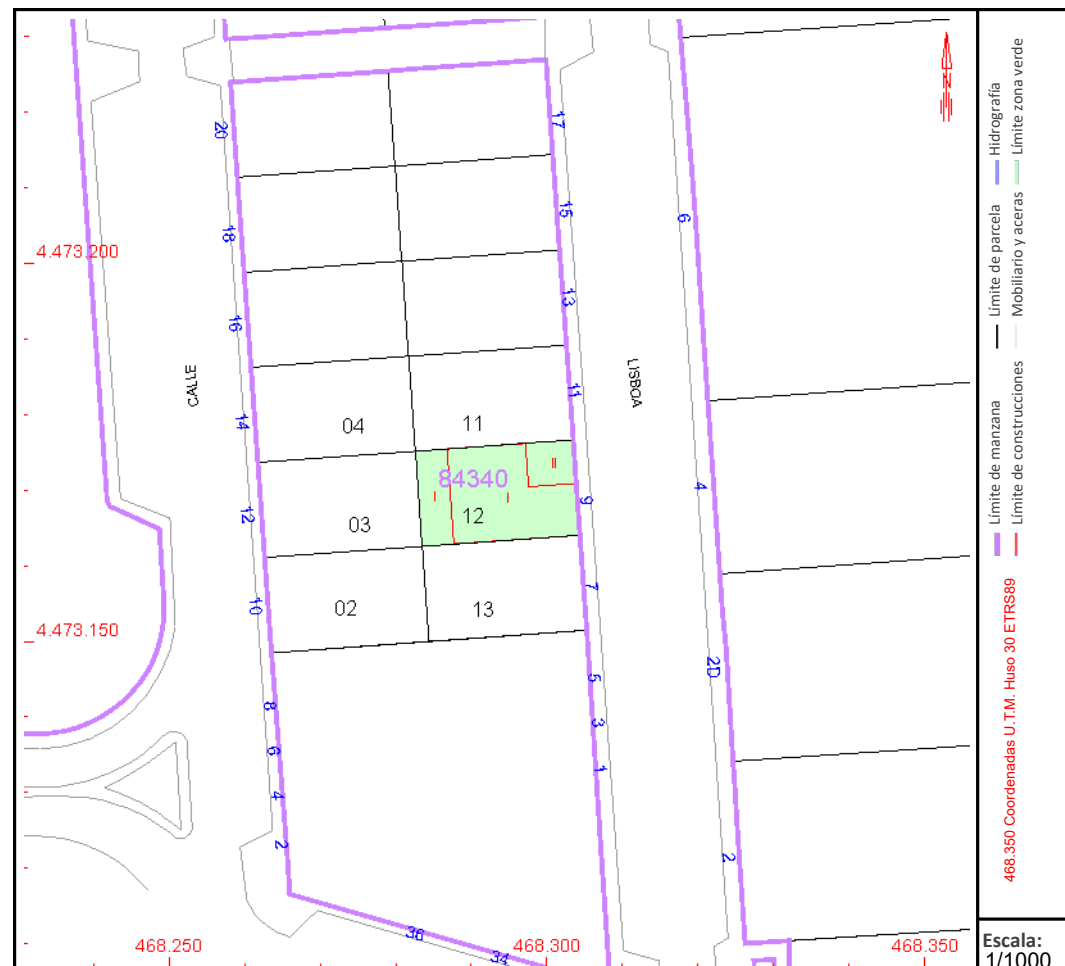 20
17
18
15
6
4.473.200
16
13
CALLE
LISBOA
14
11
04
11
84340
II
I
I
4
12
03
12
9
10
02
13
7
4.473.150
8
5
2D
6
3
4
1
2
2
36
34
468.250
468.300
468.350
N
Hidrografía
Límite zona verde
Límite de parcela
Mobiliario y aceras
Límite de manzana
Límite de construcciones
468.350 Coordenadas U.T.M. Huso 30 ETRS89
Escala:
1/1000